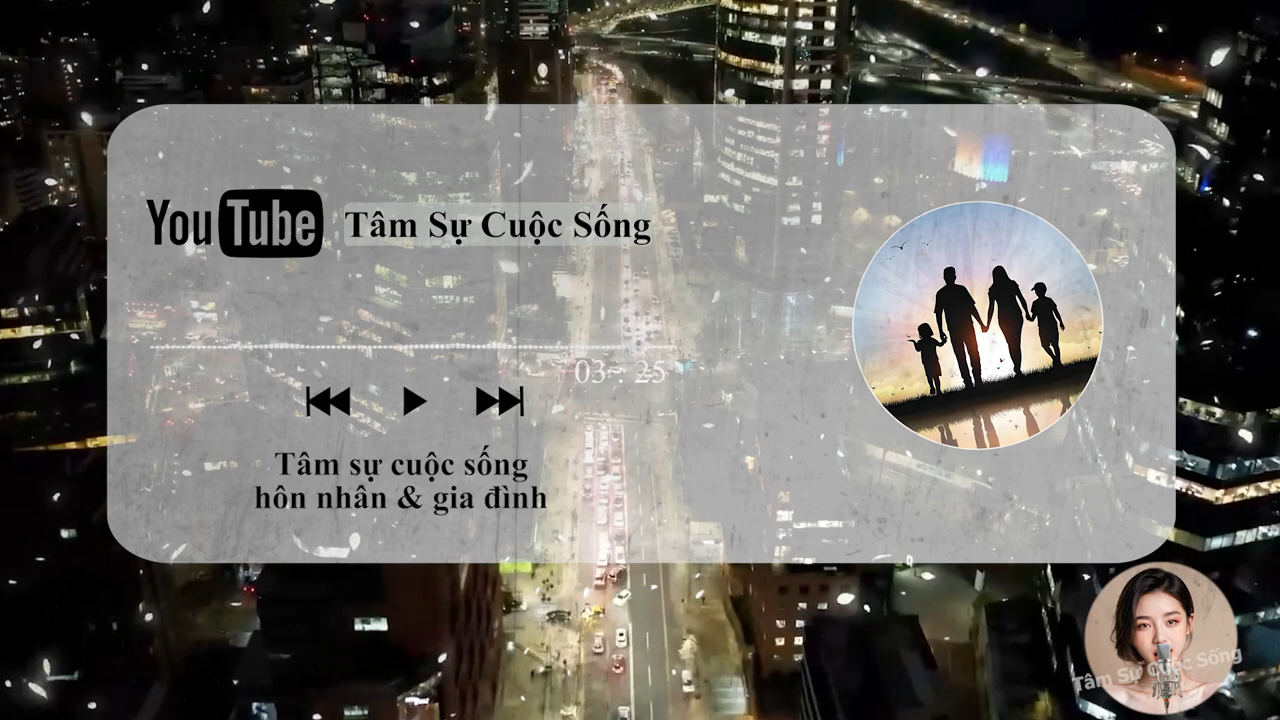 YouTube Tâm Sự Cuộc Sống
03 : 25
Tâm sự cuộc sống
hôn nhân & gia đình
Tâm Sự Cuộc Sống